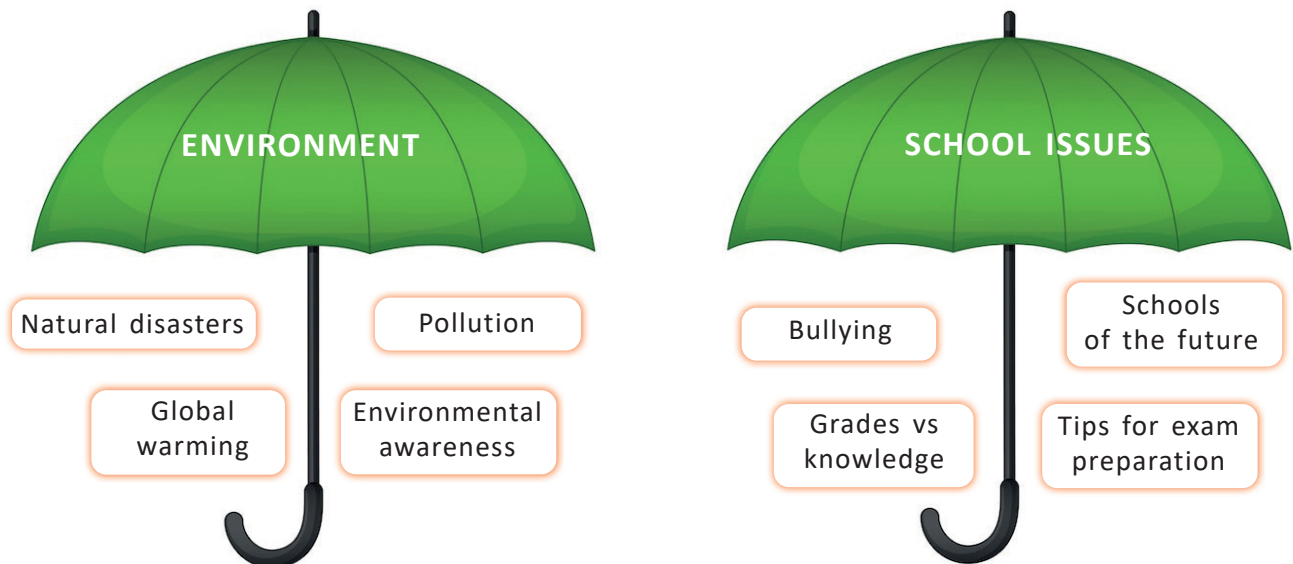 ENVIRONMENT
Natural disasters
Pollution
Global
warming
Environmental
awareness
SCHOOL ISSUES
Bullying
Schools
of the future
Grades vs
knowledge
Tips for exam
preparation